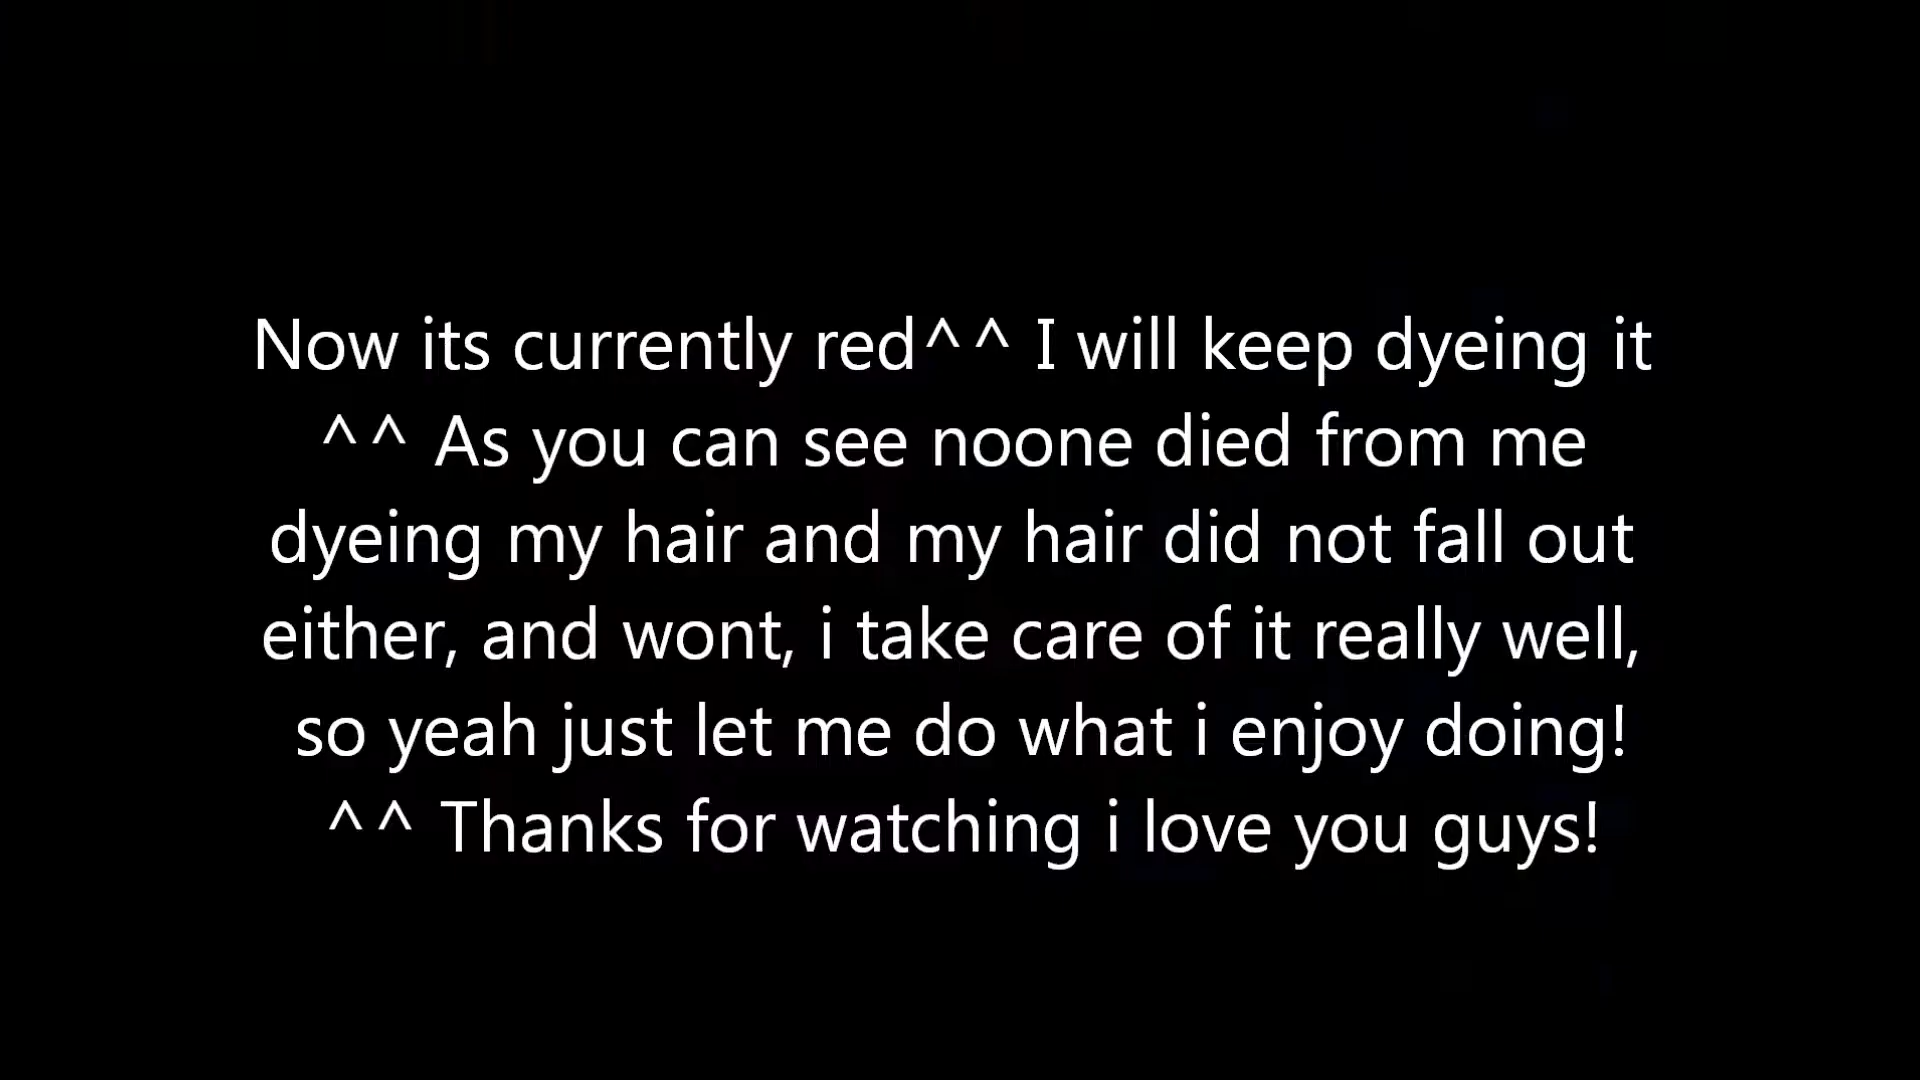 Now its currently red^^ I will keep dyeing it
^^ As you can see noone died from me
dyeing my hair and my hair did not fall out
either, and wont, i take care of it really well,
so yeah just let me do what i enjoy doing!
^^ Thanks for watching i love you guys!